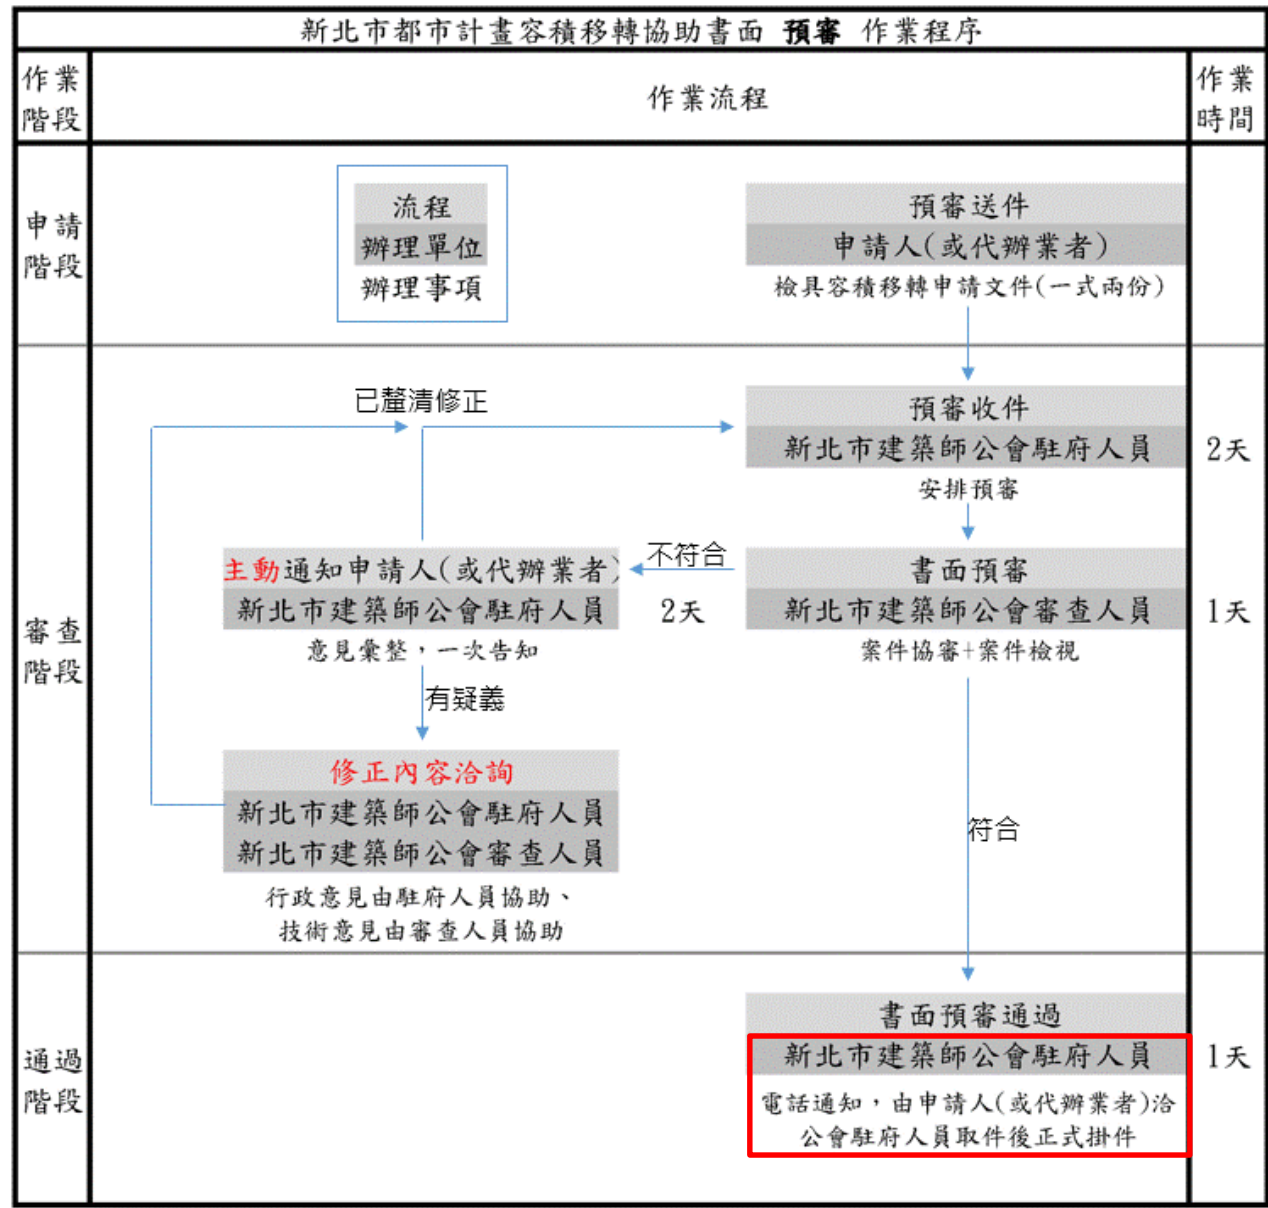 新北市都市計畫容積移轉協助書面 預審 作業程序
作業
階段
作業流程
作業
時間
申請
階段
流程
辦理單位
辦理事項
預審送件
申請人(或代辦業者)
檢具容積移轉申請文件(一式兩份)
審查
階段
已釐清修正
預審收件
新北市建築師公會駐府人員
安排預審
2天
主動通知申請人(或代辦業者)
新北市建築師公會駐府人員
意見彙整，一次告知
不符合
2天
書面預審
新北市建築師公會審查人員
案件協審+案件檢視
1天
有疑義
修正內容洽詢
新北市建築師公會駐府人員
新北市建築師公會審查人員
行政意見由駐府人員協助、
技術意見由審查人員協助
符合
通過
階段
書面預審通過
新北市建築師公會駐府人員
電話通知，由申請人(或代辦業者)洽
公會駐府人員取件後正式掛件
1天